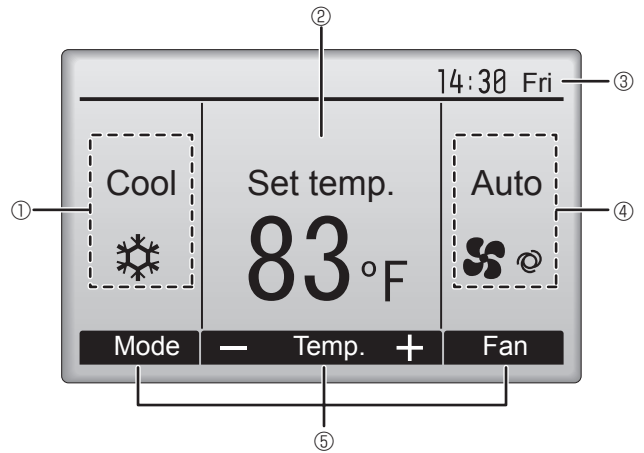 ②
14:30 Fri ③
① Cool Set temp. Auto ④
83°F
Mode — Temp. + Fan
⑤